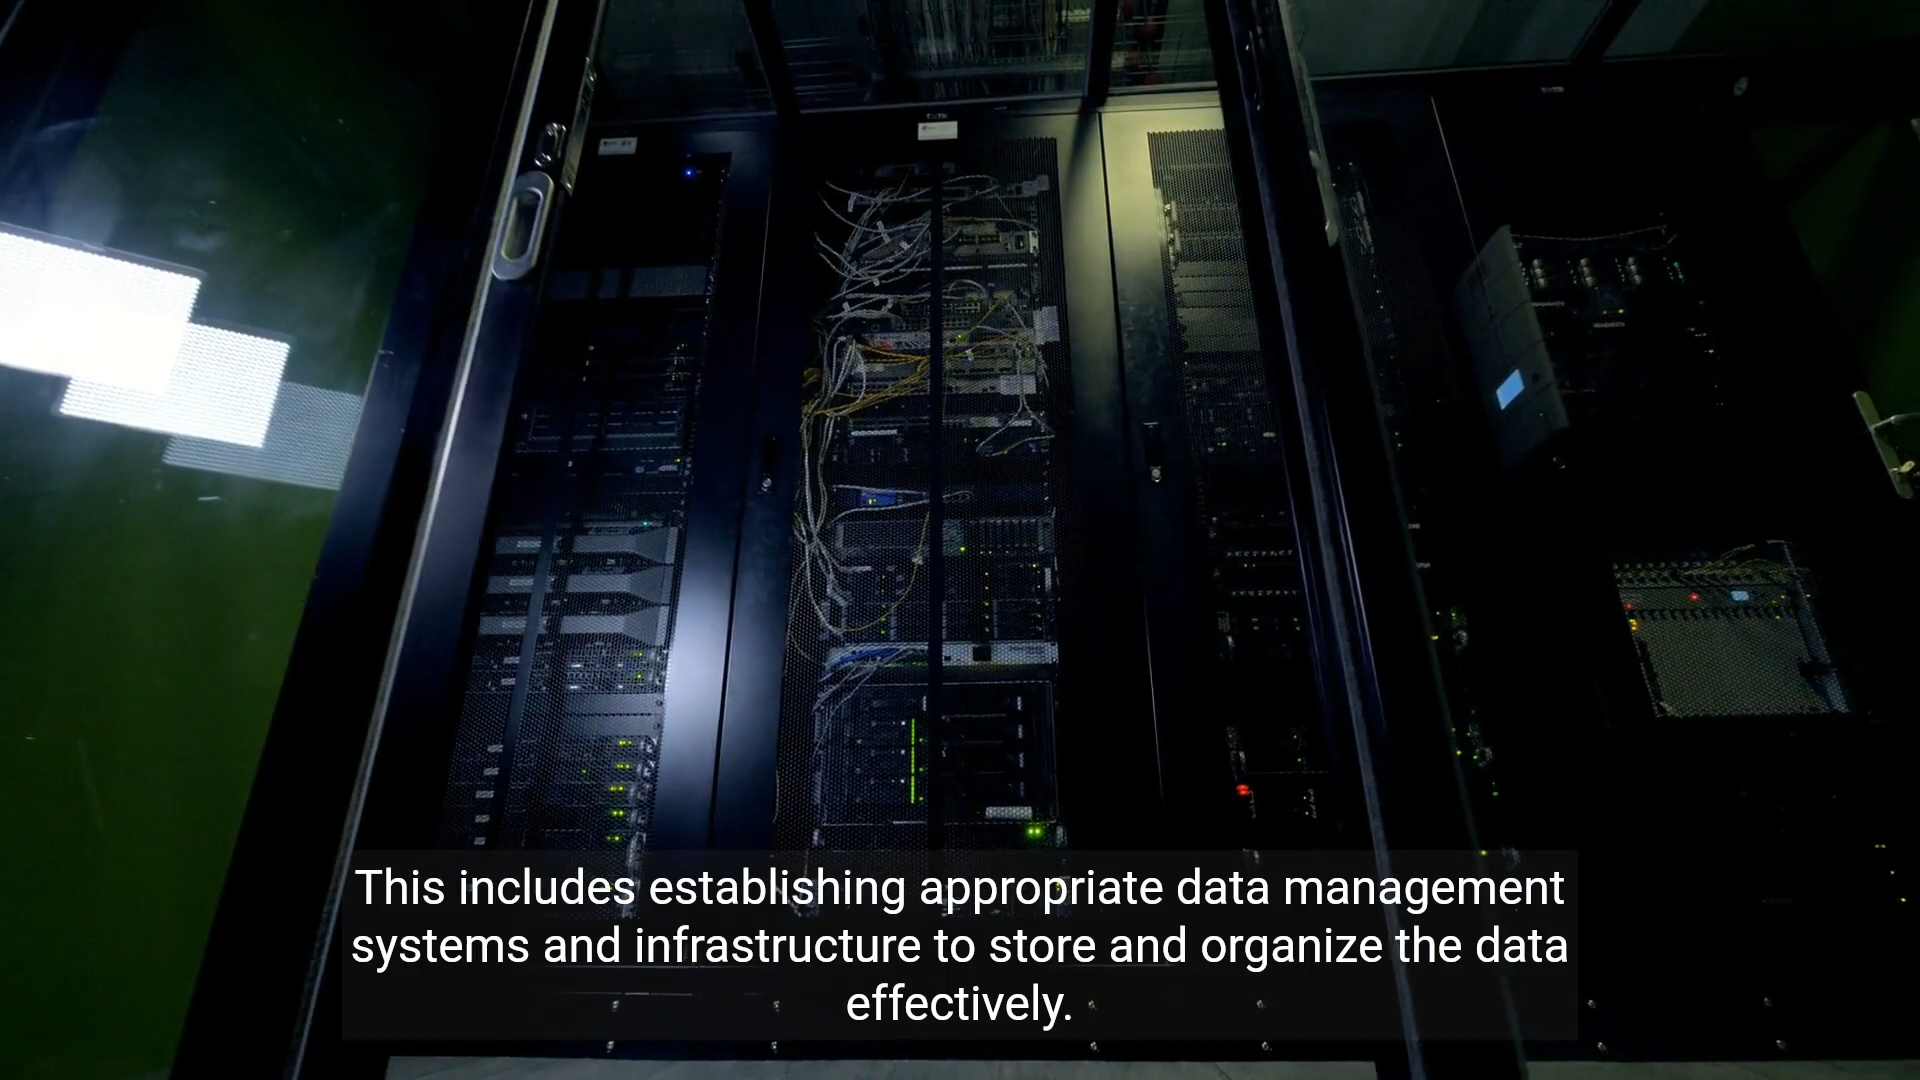 This includes establishing appropriate data management
systems and infrastructure to store and organize the data
effectively.